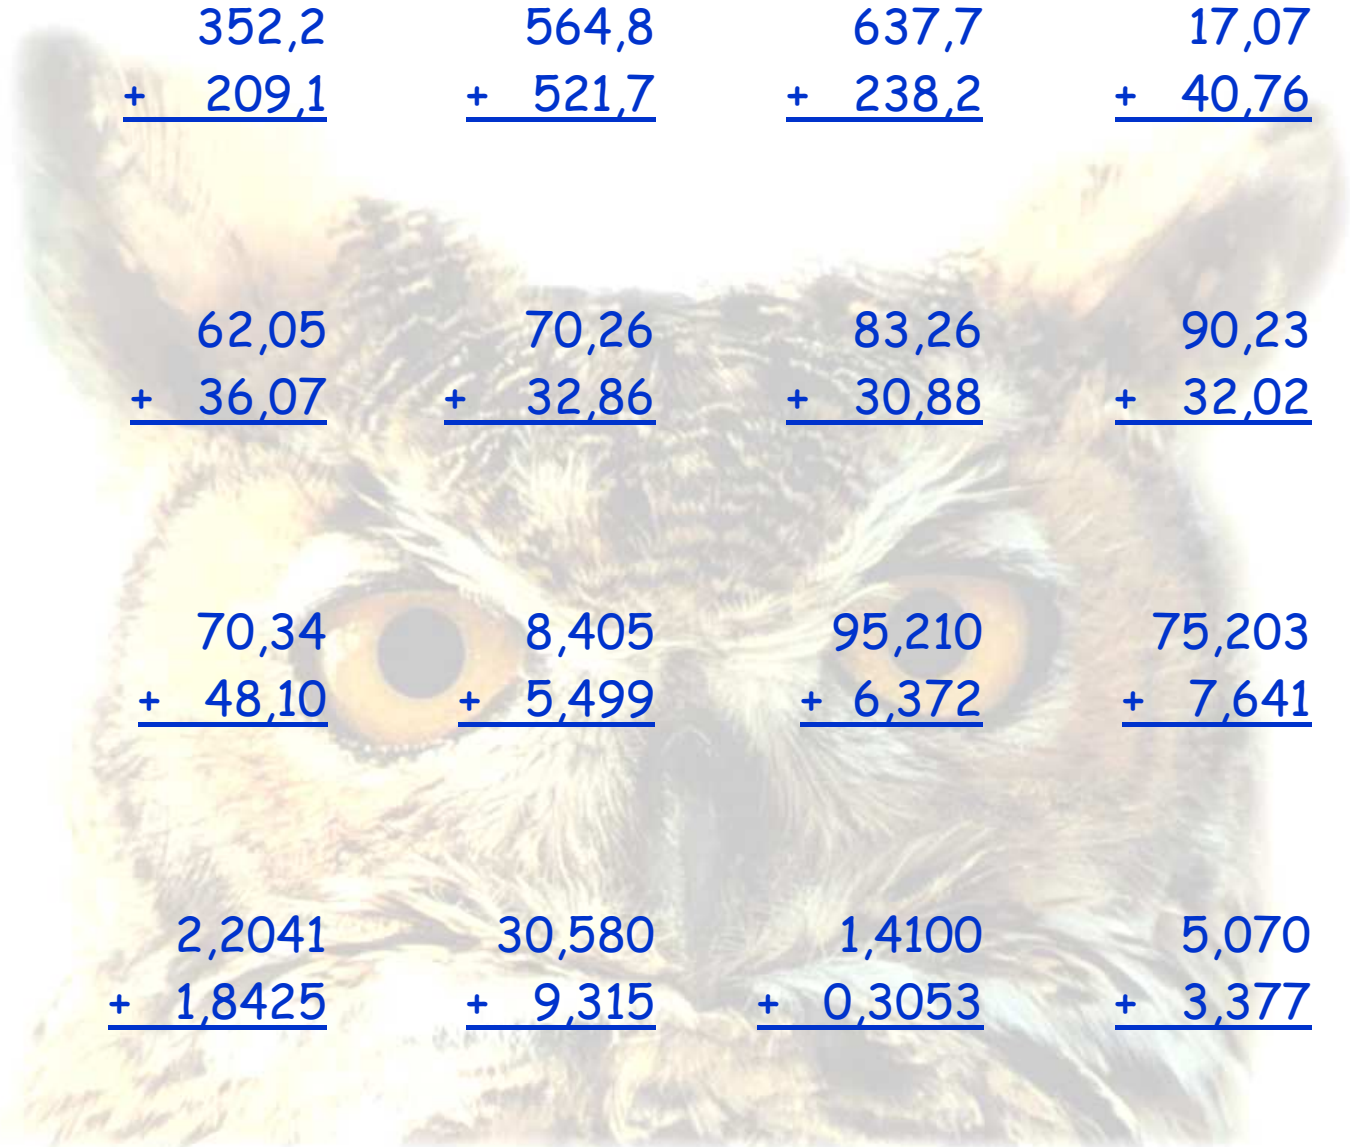 352,2 564,8 637,7 17,07
+ 209,1 + 521,7 + 238,2 + 40,76
62,05 70,26 83,26 90,23
+ 36,07 + 32,86 + 30,88 + 32,02
70,34 8,405 95,210 75,203
+ 48,10 + 5,499 + 6,372 + 7,641
2,2041 30,580 1,4100 5,070
+ 1,8425 + 9,315 + 0,3053 + 3,377